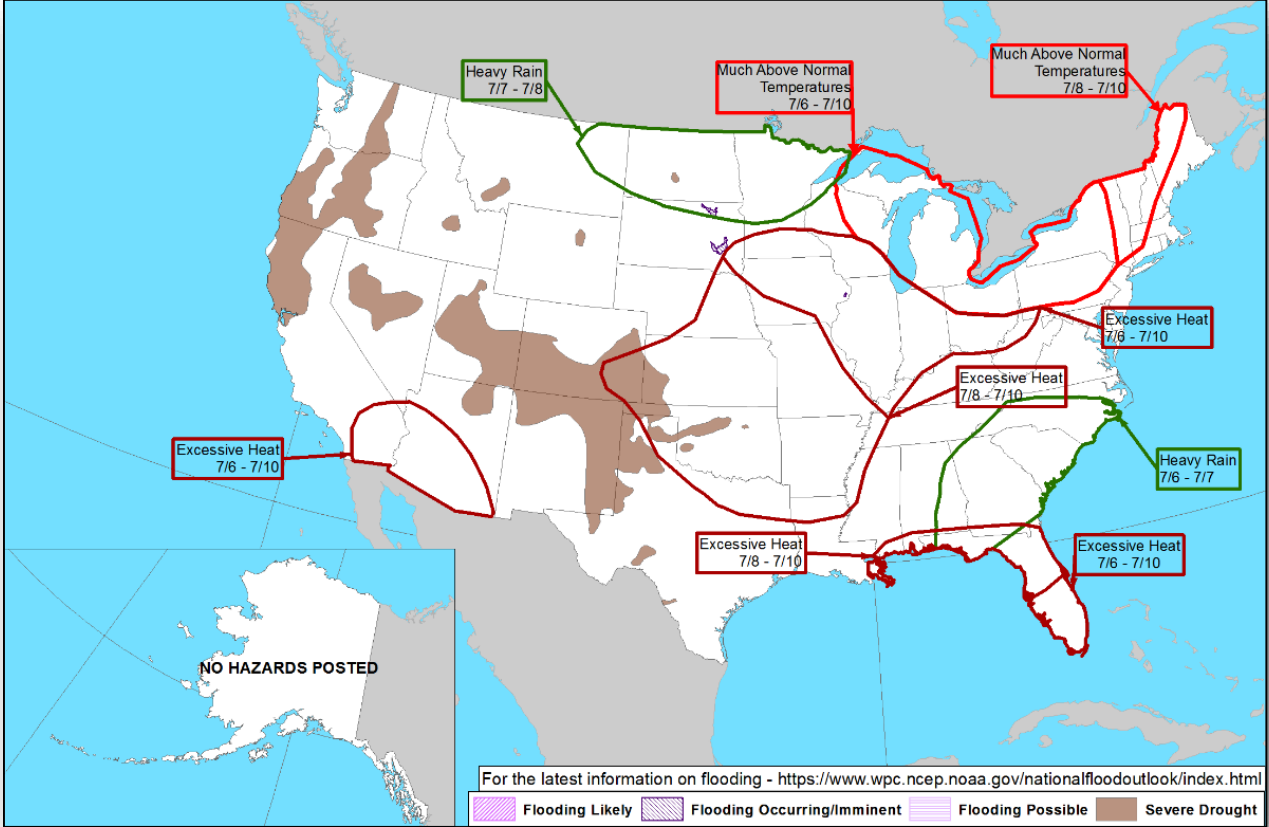 Heavy Rain
7/7 - 7/8
Much Above Normal
Temperatures
7/6 - 7/10
Much Above Normal
Temperatures
7/8 - 7/10
Excessive Heat
7/6 - 7/10
Excessive Heat
7/8 - 7/10
Excessive Heat
7/6 - 7/10
Heavy Rain
7/6 - 7/7
Excessive Heat
7/8 - 7/10
Excessive Heat
7/6 - 7/10
NO HAZARDS POSTED
For the latest information on flooding - https://www.wpc.ncep.noaa.gov/nationalfloodoutlook/index.html
Flooding Likely
Flooding Occurring/Imminent
Flooding Possible
Severe Drought